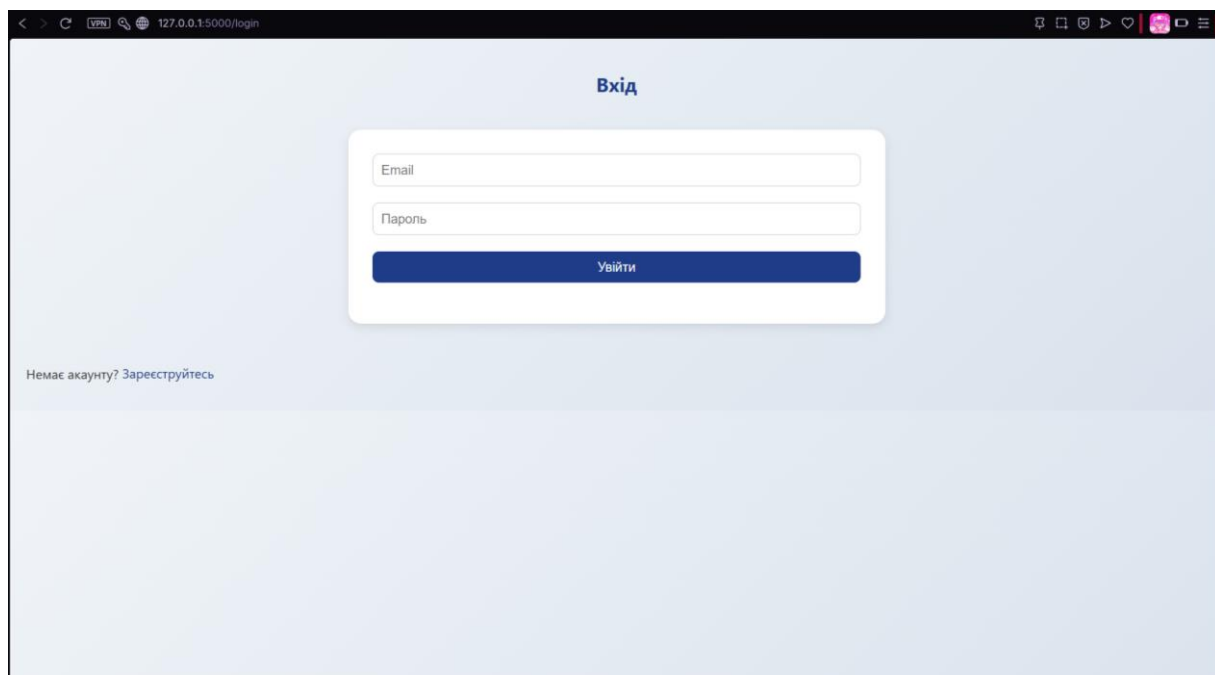 VPN 127.0.0.1:5000/login
Вхід
Email
Пароль
Увійти
Немає акаунту? Зареєструйтесь